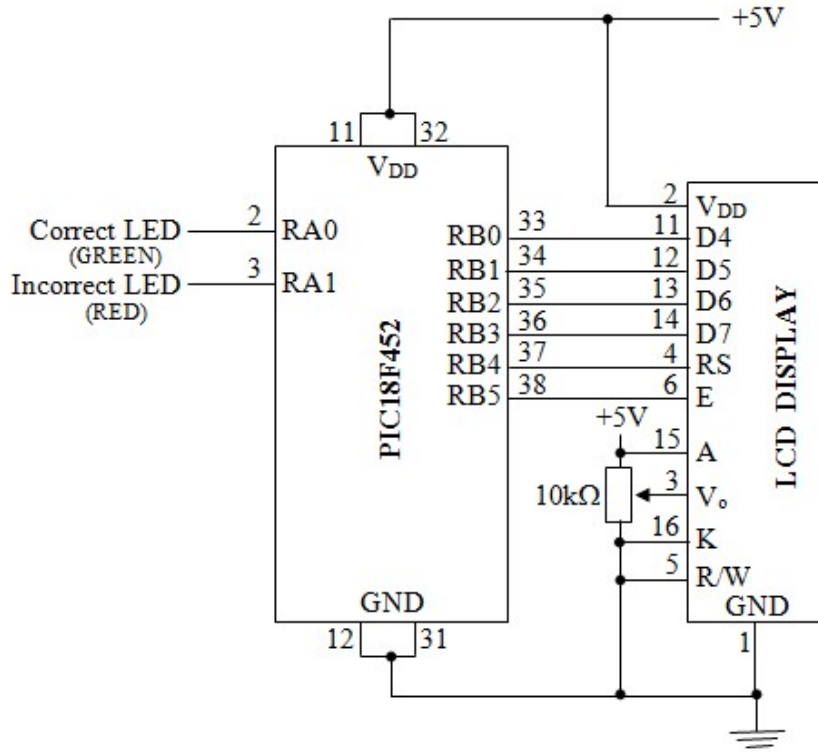 +5V
11 32
VDD
Correct LED 2 RA0
(GREEN)
Incorrect LED 3 RA1
(RED)
PIC18F452
RB0 33
RB1 34
RB2 35
RB3 36
RB4 37
RB5 38
GND
12 31
2 VDD
11 D4
12 D5
13 D6
14 D7
4 RS
6 E
+5V
15 A
10kΩ
3 Vo
16 K
5 R/W
GND
1
LCD DISPLAY